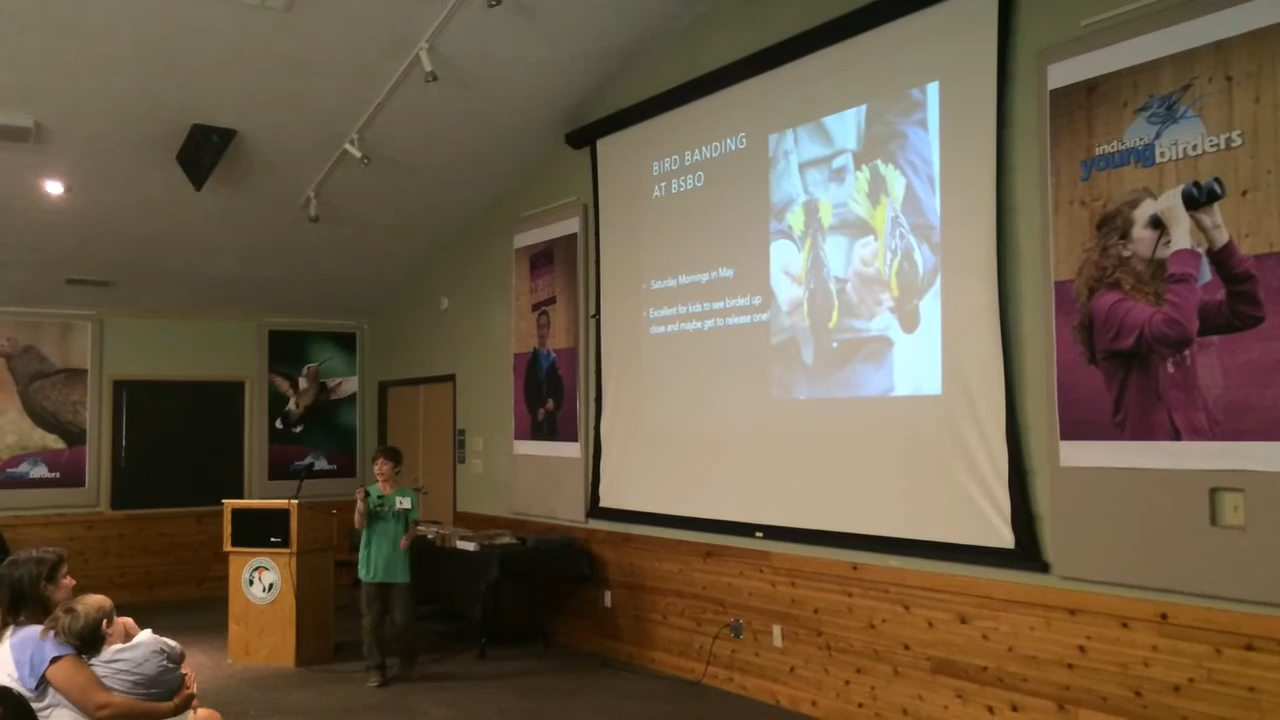 BIRD BANDING
AT BSBO
Saturday Mornings in May
Excellent for kids to see birded up
close and maybe get to release one!
indiana
youngbirders
birders